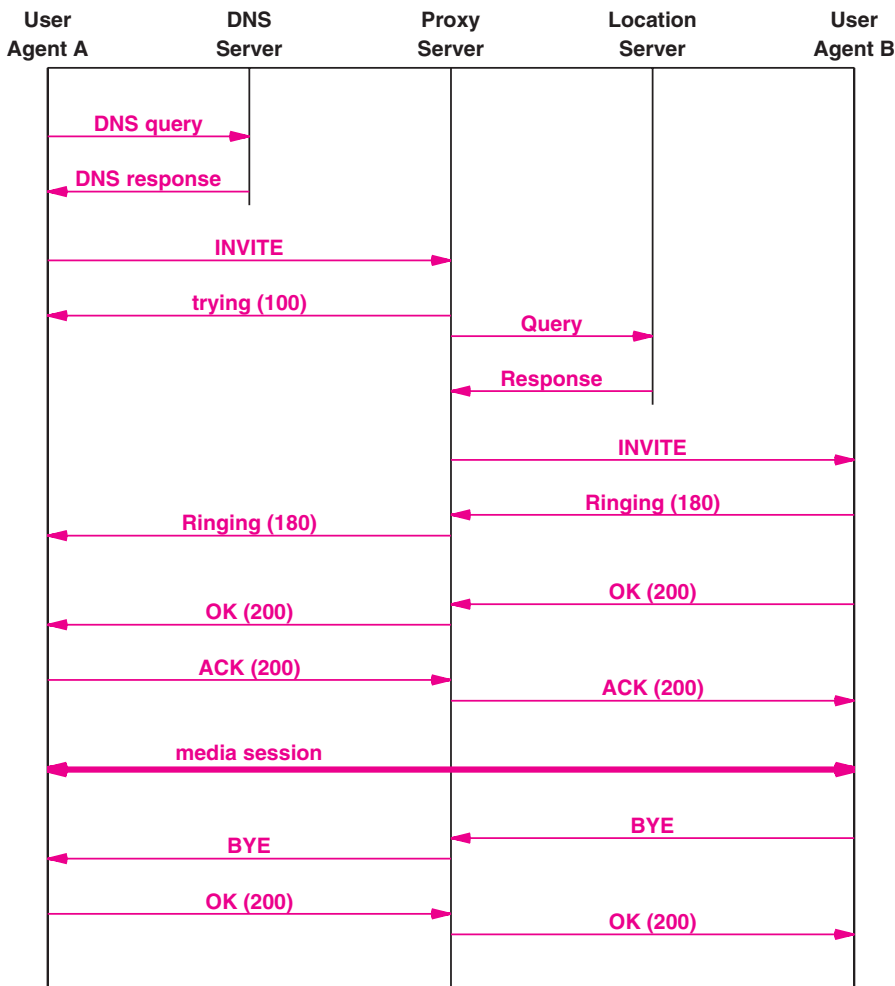 User DNS Proxy Location User
Agent A Server Server Server Agent B
DNS query
DNS response
INVITE
trying (100)
Query
Response
INVITE
Ringing (180)
Ringing (180)
OK (200)
OK (200)
ACK (200)
ACK (200)
media session
BYE
BYE
OK (200)
OK (200)